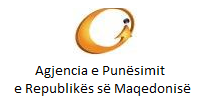 Agjencia e Punësimit
e Republikës së Maqedonisë